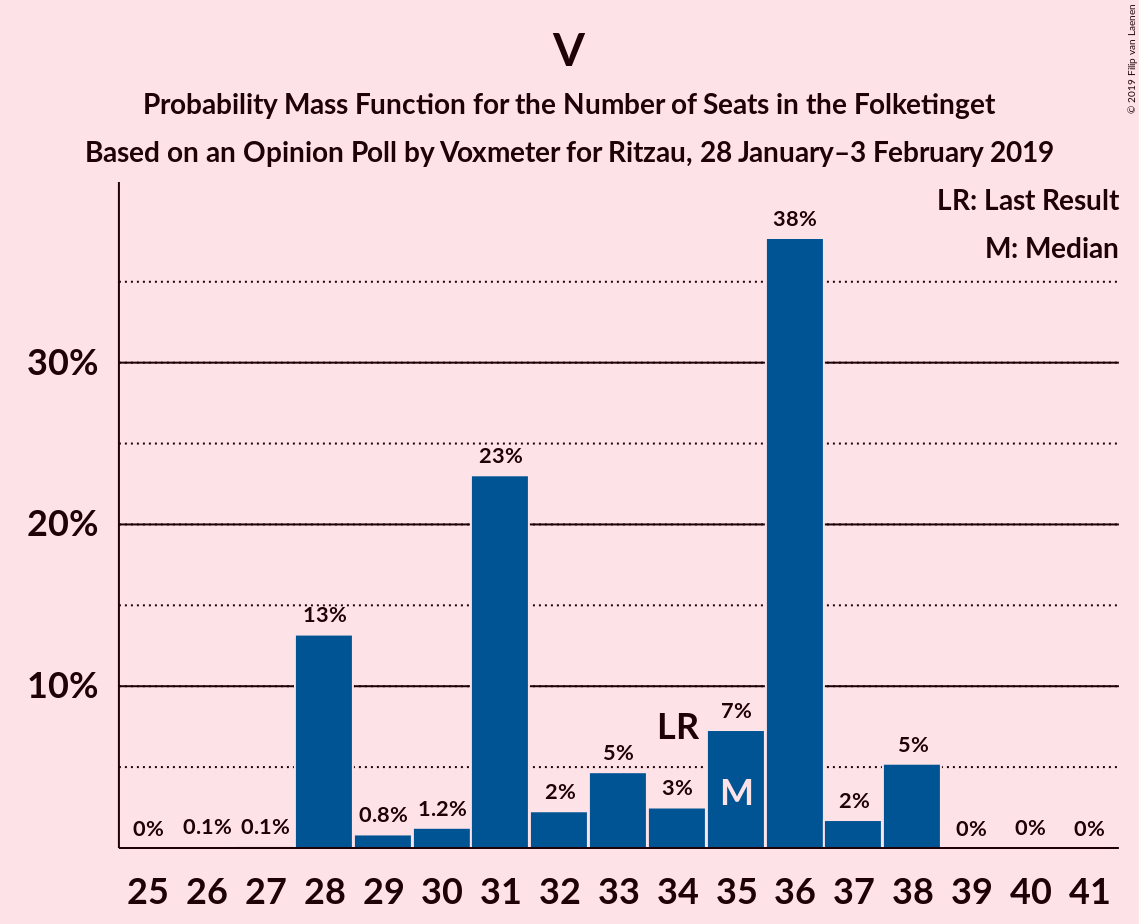 V
Probability Mass Function for the Number of Seats in the Folketinget
Based on an Opinion Poll by Voxmeter for Ritzau, 28 January–3 February 2019
© 2019 Filip van Laenen
LR: Last Result
M: Median
30%
20%
10%
0%
0.1%
0.1%
13%
0.8%
1.2%
23%
2%
5%
3%
7%
38%
2%
5%
0%
0%
0%
LR
M
25 26 27 28 29 30 31 32 33 34 35 36 37 38 39 40 41